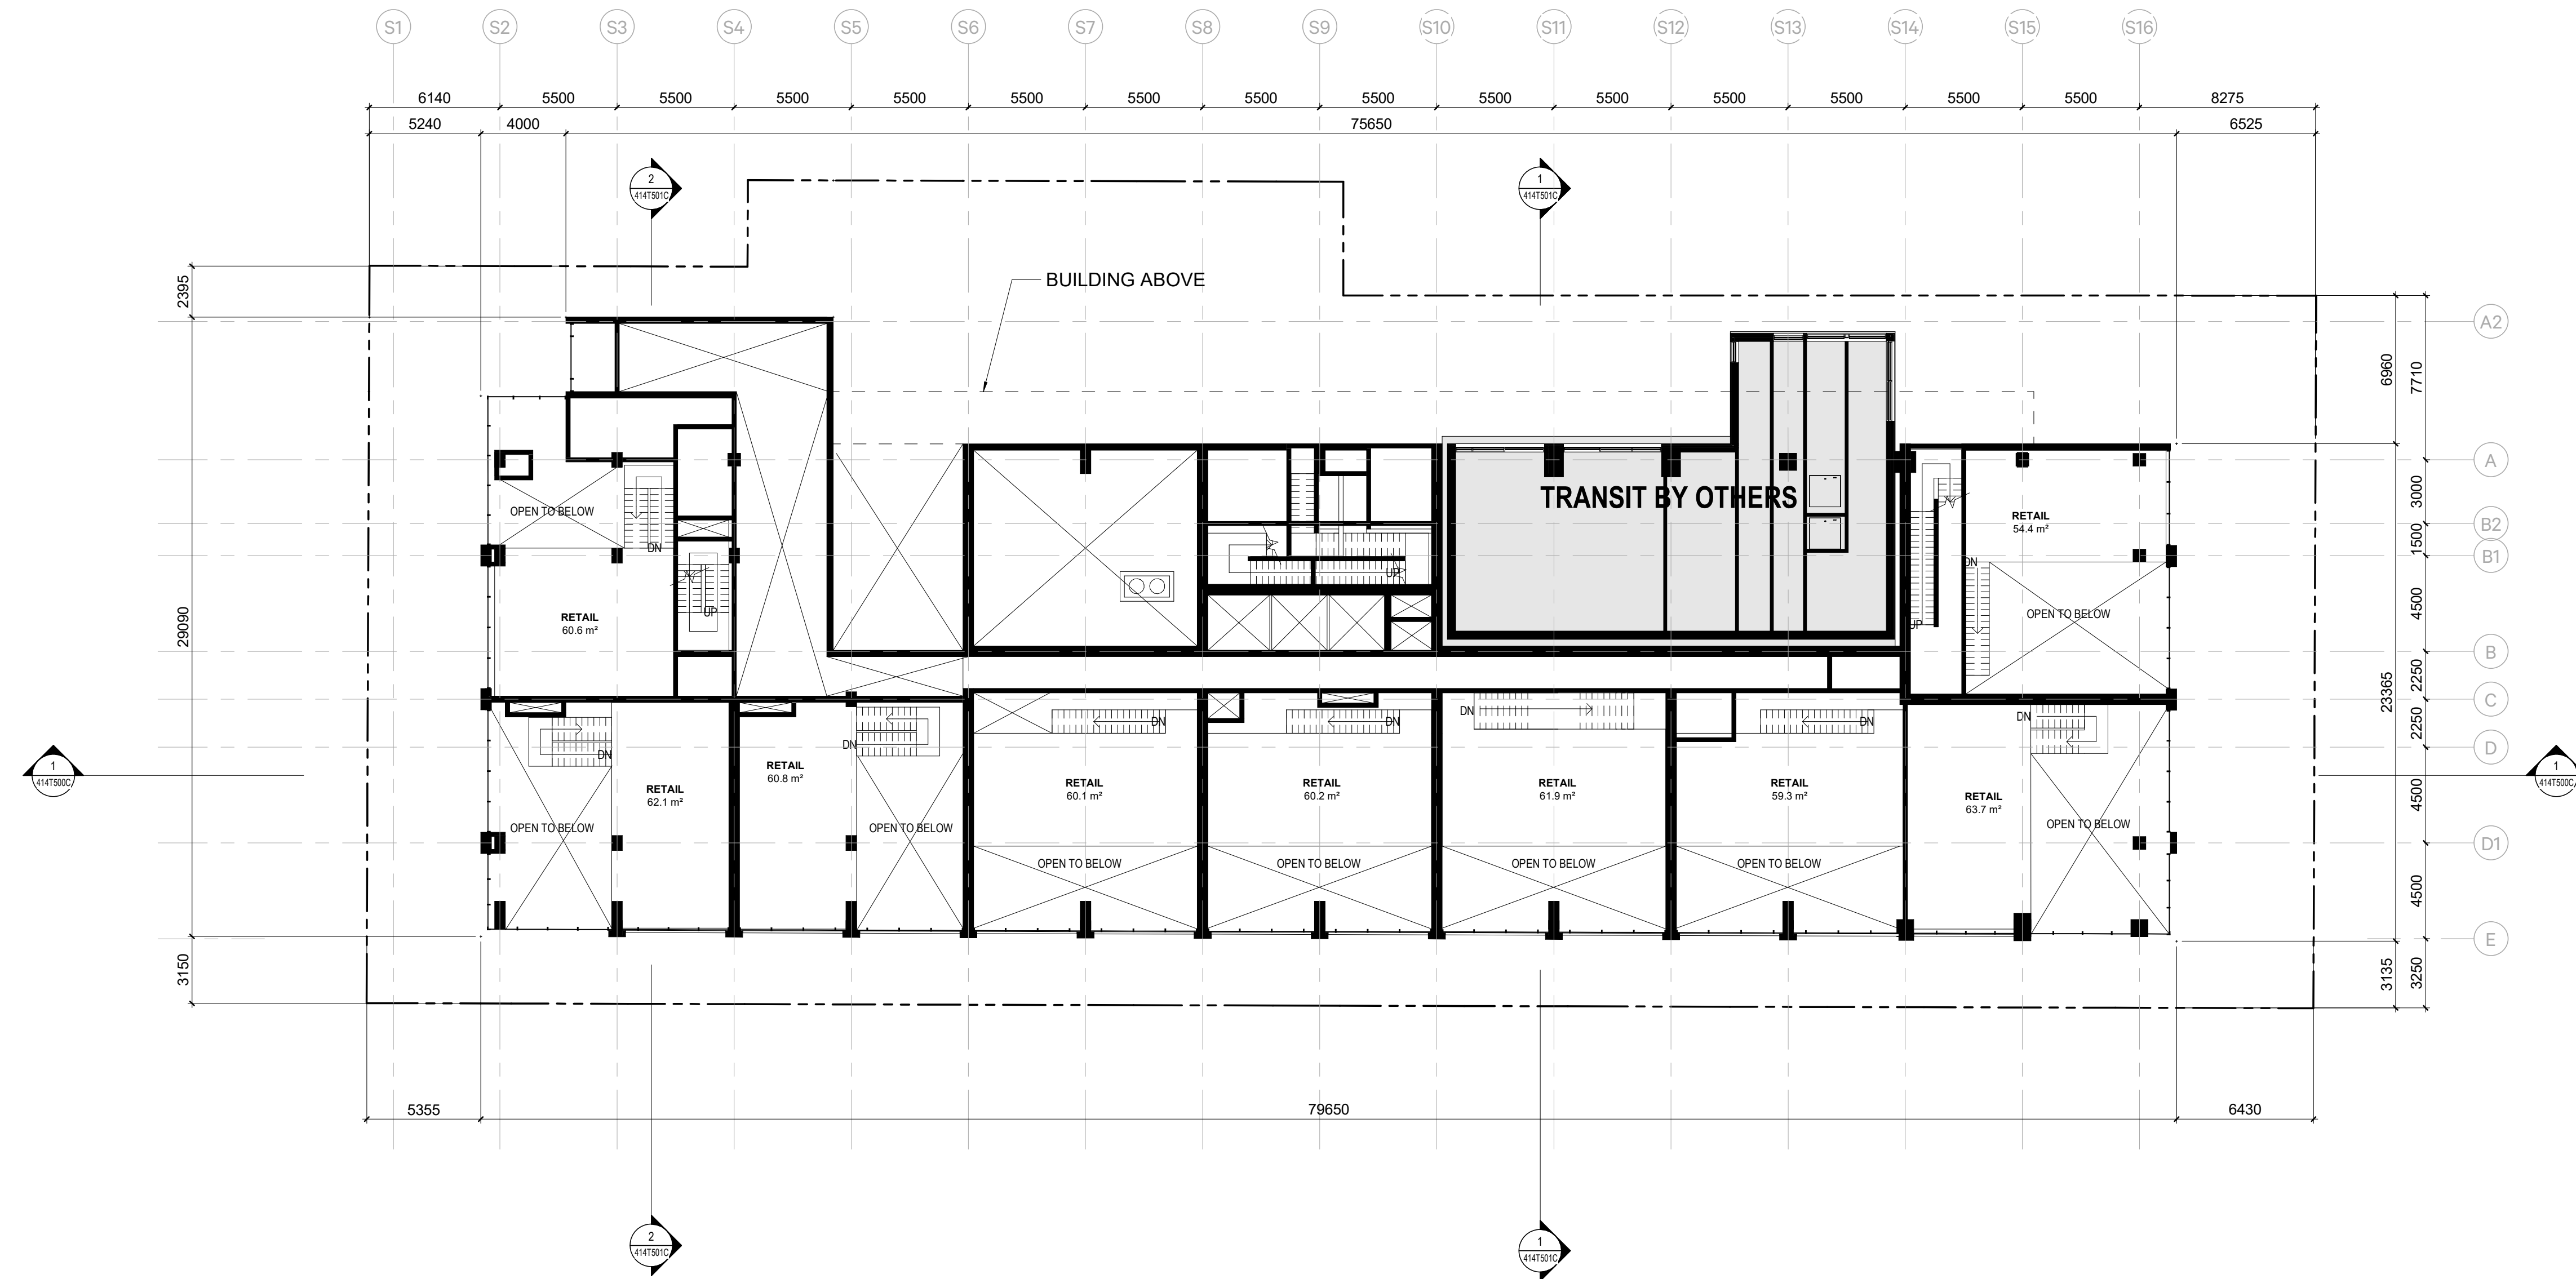 S1 S2 S3 S4 S5 S6 S7 S8 S9 S10 S11 S12 S13 S14 S15 S16
6140 5500 5500 5500 5500 5500 5500 5500 5500 5500 5500 5500 5500 5500 5500 8275
5240 4000 75650 6525
2
414T501C
1
414T501C
2395
BUILDING ABOVE
A2
6960
7710
A
TRANSIT BY OTHERS
3000
OPEN TO BELOW
RETAIL
54.4 m²
B2
DN
1500
B1
DN
UP
4500
29090
UP
RETAIL
60.6 m²
OPEN TO BELOW
UP
B
2250
23365
C
DN
DN
DN
DN
DN
DN
DN
2250
D
1
414T500C
RETAIL
60.8 m²
RETAIL
62.1 m²
RETAIL
60.1 m²
RETAIL
60.2 m²
RETAIL
61.9 m²
RETAIL
59.3 m²
RETAIL
63.7 m²
4500
1
414T500C
OPEN TO BELOW
OPEN TO BELOW
OPEN TO BELOW
D1
OPEN TO BELOW
OPEN TO BELOW
OPEN TO BELOW
OPEN TO BELOW
4500
E
3150
3135
3250
5355 79650 6430
2
414T501C
1
414T501C